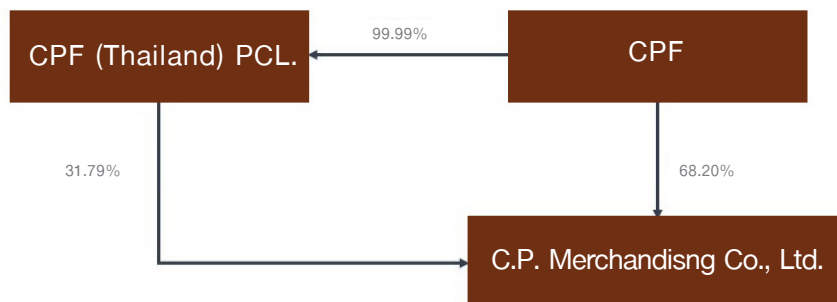 99.99%
CPF (Thailand) PCL.
CPF
31.79%
68.20%
C.P. Merchandisng Co., Ltd.